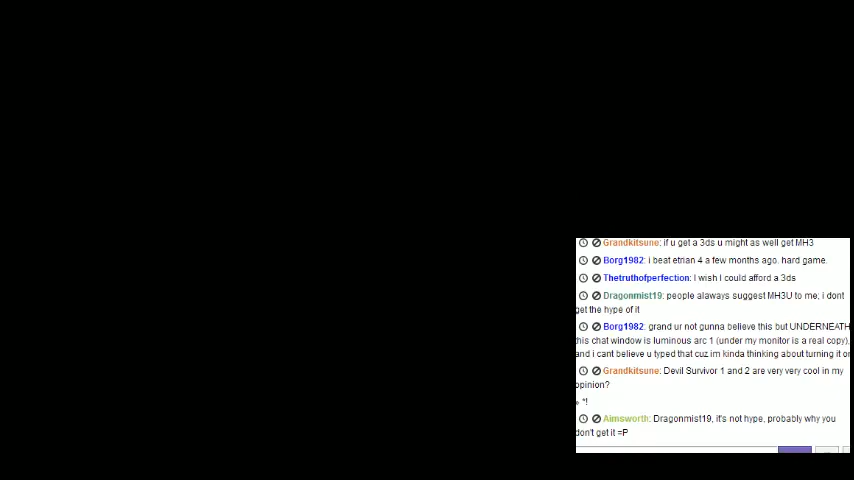 Grandkitsune: if u get a 3ds u might as well get MH3
Borg1982: i beat etrian 4 a few months ago. hard game.
Thetruthofperfection: I wish I could afford a 3ds
Dragonmist19: people alaways suggest MH3U to me; i dont
get the hype of it
Borg1982: grand ur not gunna believe this but UNDERNEATH
this chat window is luminous arc 1 (under my monitor is a real copy),
and i cant believe u typed that cuz im kinda thinking about turning it on
Grandkitsune: Devil Survivor 1 and 2 are very very cool in my
opinion?
» *!
Aimsworth: Dragonmist19, it's not hype, probably why you
don't get it =P